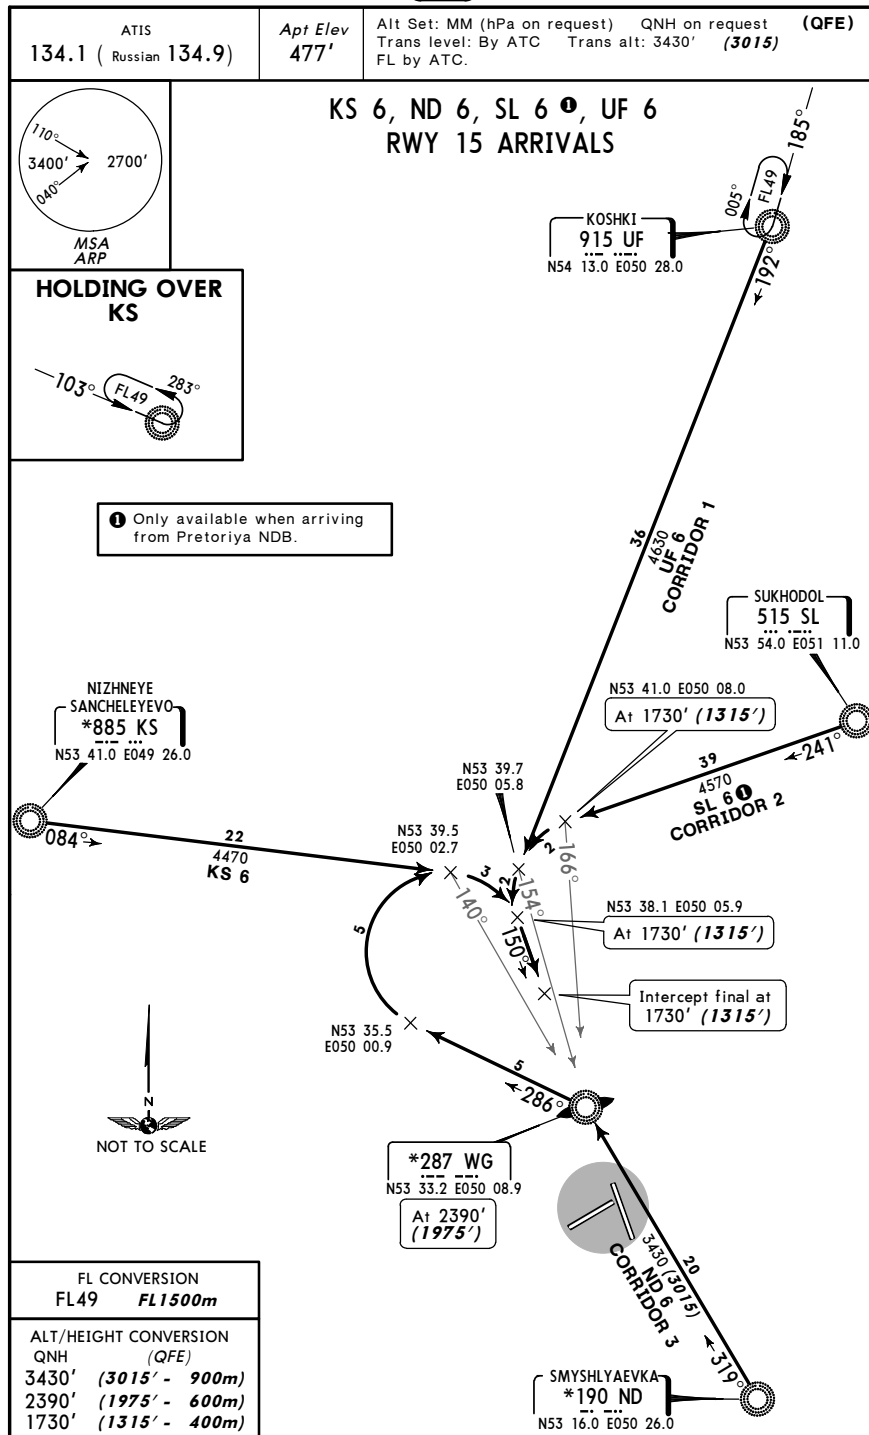 ATIS
134.1 ( Russian 134.9)
Apt Elev
477'
Alt Set: MM (hPa on request) QNH on request (QFE)
Trans level: By ATC Trans alt: 3430' (3015)
FL by ATC.
KS 6, ND 6, SL 6 ❶, UF 6
RWY 15 ARRIVALS
110°
3400' 2700'
040°
MSA
ARP
HOLDING OVER
KS
103°
FL49
283°
185°
FL49
005°
KOSHKI
915 UF
N54 13.0 E050 28.0
192°
❶ Only available when arriving
from Pretoriya NDB.
36
4630
UF 6
CORRIDOR 1
SUKHODOL
515 SL
N53 54.0 E051 11.0
NIZHNEYE
SANCHELEYEVO
*885 KS
N53 41.0 E049 26.0
N53 41.0 E050 08.0
At 1730' (1315')
241°
39
4570
SL 6 ❶
CORRIDOR 2
N53 39.7
E050 05.8
084°
22
4470
KS 6
N53 39.5
E050 02.7
2
166°
3
2
154°
140°
N53 38.1 E050 05.9
At 1730' (1315')
150°
5
Intercept final at
1730' (1315')
N53 35.5
E050 00.9
5
286°
N
NOT TO SCALE
*287 WG
N53 33.2 E050 08.9
At 2390'
(1975')
20
3430 (3015)
ND 6
CORRIDOR 3
319°
SMYSHLYAEVKA
*190 ND
N53 16.0 E050 26.0
FL CONVERSION
FL49 FL1500m
ALT/HEIGHT CONVERSION
QNH (QFE)
3430' (3015' - 900m)
2390' (1975' - 600m)
1730' (1315' - 400m)